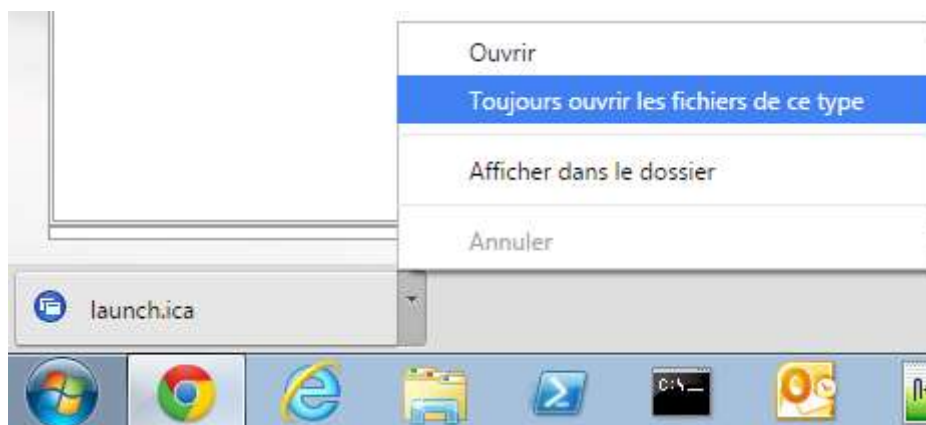 Ouvrir
Toujours ouvrir les fichiers de ce type
Afficher dans le dossier
Annuler
launch.ica
C:\_